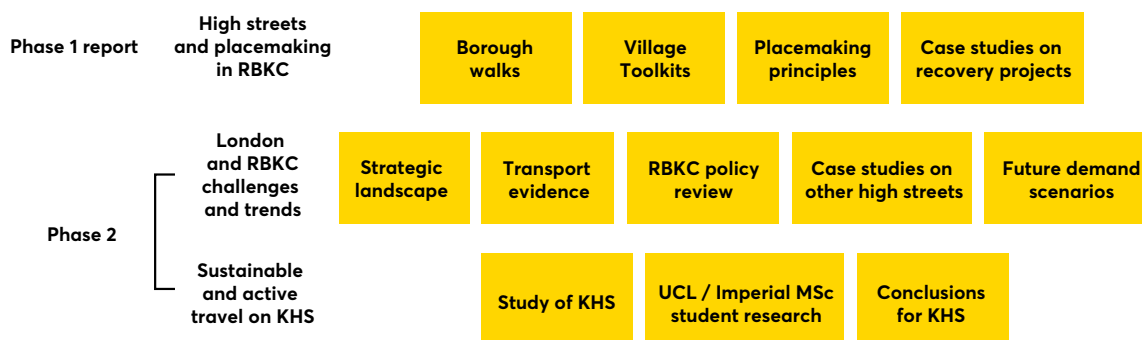 Phase 1 report
High streets
and placemaking
in RBKC
Borough
walks
Village
Toolkits
Placemaking
principles
Case studies on
recovery projects
Phase 2
London
and RBKC
challenges
and trends
Strategic
landscape
Transport
evidence
RBKC policy
review
Case studies on
other high streets
Future demand
scenarios
Sustainable
and active
travel on KHS
Study of KHS
UCL / Imperial MSc
student research
Conclusions
for KHS